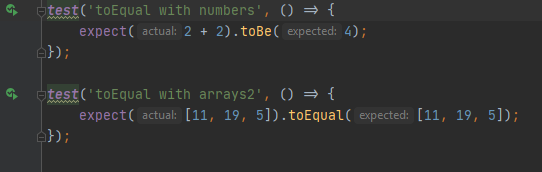 test('toEqual with numbers', () => {
expect( actual: 2 + 2).toBe( expected: 4);
});
test('toEqual with arrays2', () => {
expect( actual: [11, 19, 5]).toEqual( expected: [11, 19, 5]);
});